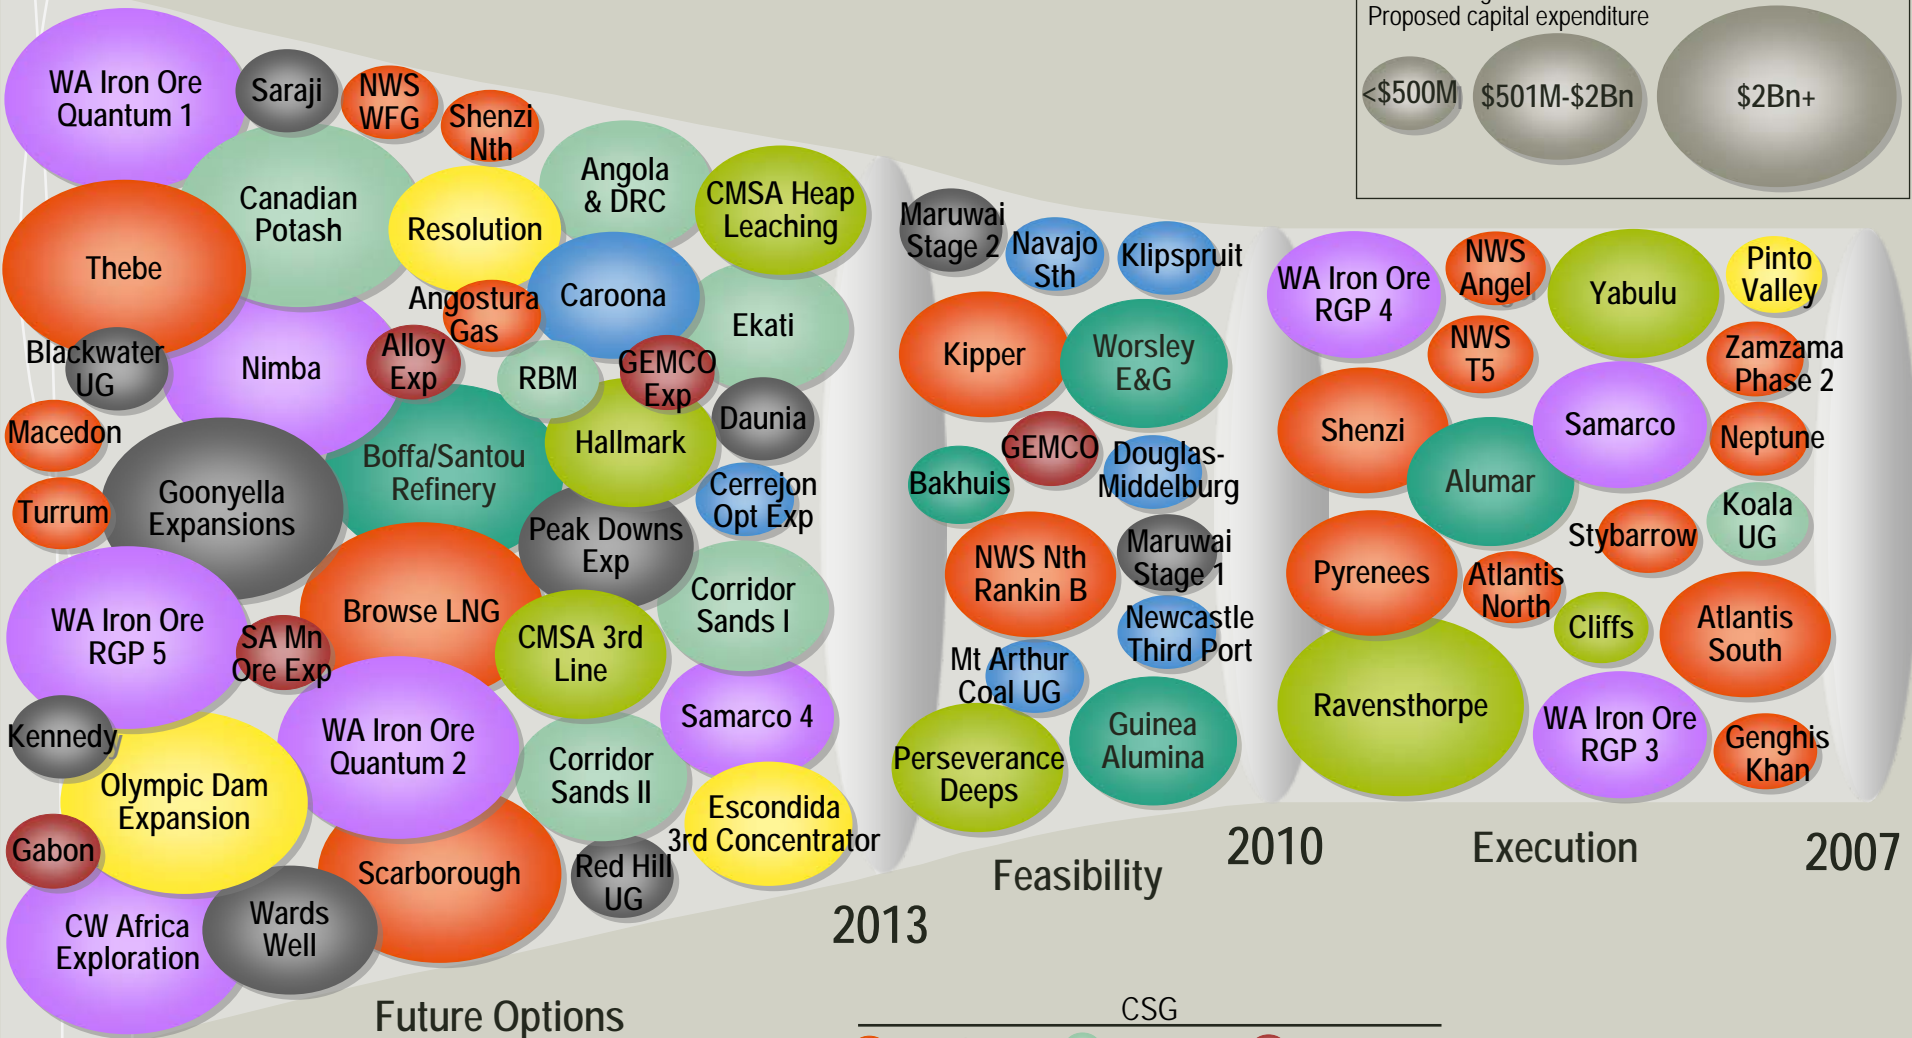 Proposed capital expenditure
<$500M
$501M-$2Bn
$2Bn+
WA Iron Ore
Quantum 1
Saraji
NWS
WFG
Shenzi
Nth
Canadian
Potash
Resolution
Angola
& DRC
CMSA Heap
Leaching
Thebe
Angostura
Gas
Caroona
Ekati
Blackwater
UG
Nimba
Alloy
Exp
RBM
GEMCO
Exp
Daunia
Macedon
Boffa/Santou
Refinery
Hallmark
Turrum
Goonyella
Expansions
Peak Downs
Exp
Cerrejon
Opt Exp
WA Iron Ore
RGP 5
SA Mn
Ore Exp
Browse LNG
CMSA 3rd
Line
Corridor
Sands I
Kennedy
WA Iron Ore
Quantum 2
Samarco 4
Olympic Dam
Expansion
Corridor
Sands II
Escondida
3rd Concentrator
Gabon
Scarborough
Red Hill
UG
CW Africa
Exploration
Wards
Well
Future Options
2013
Maruwai
Stage 2
Navajo
Sth
Klipspruit
Kipper
Worsley
E&G
GEMCO
Bakhuis
Douglas-
Middelburg
NWS Nth
Rankin B
Maruwai
Stage 1
Newcastle
Third Port
Mt Arthur
Coal UG
Perseverance
Deeps
Guinea
Alumina
Feasibility
2010
WA Iron Ore
RGP 4
NWS
Angel
Yabulu
Pinto
Valley
NWS
T5
Zamzama
Phase 2
Shenzi
Samarco
Neptune
Alumar
Koala
UG
Stybarrow
Pyrenees
Atlantis
North
Cliffs
Atlantis
South
Ravensthorpe
WA Iron Ore
RGP 3
Genghis
Khan
Execution
2007
CSG